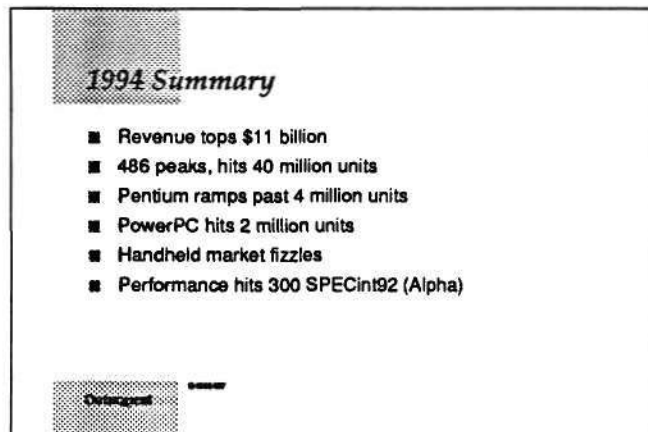 1994 Summary
■ Revenue tops $11 billion
■ 486 peaks, hits 40 million units
■ Pentium ramps past 4 million units
■ PowerPC hits 2 million units
■ Handheld market fizzles
■ Performance hits 300 SPECint92 (Alpha)
Dataquest